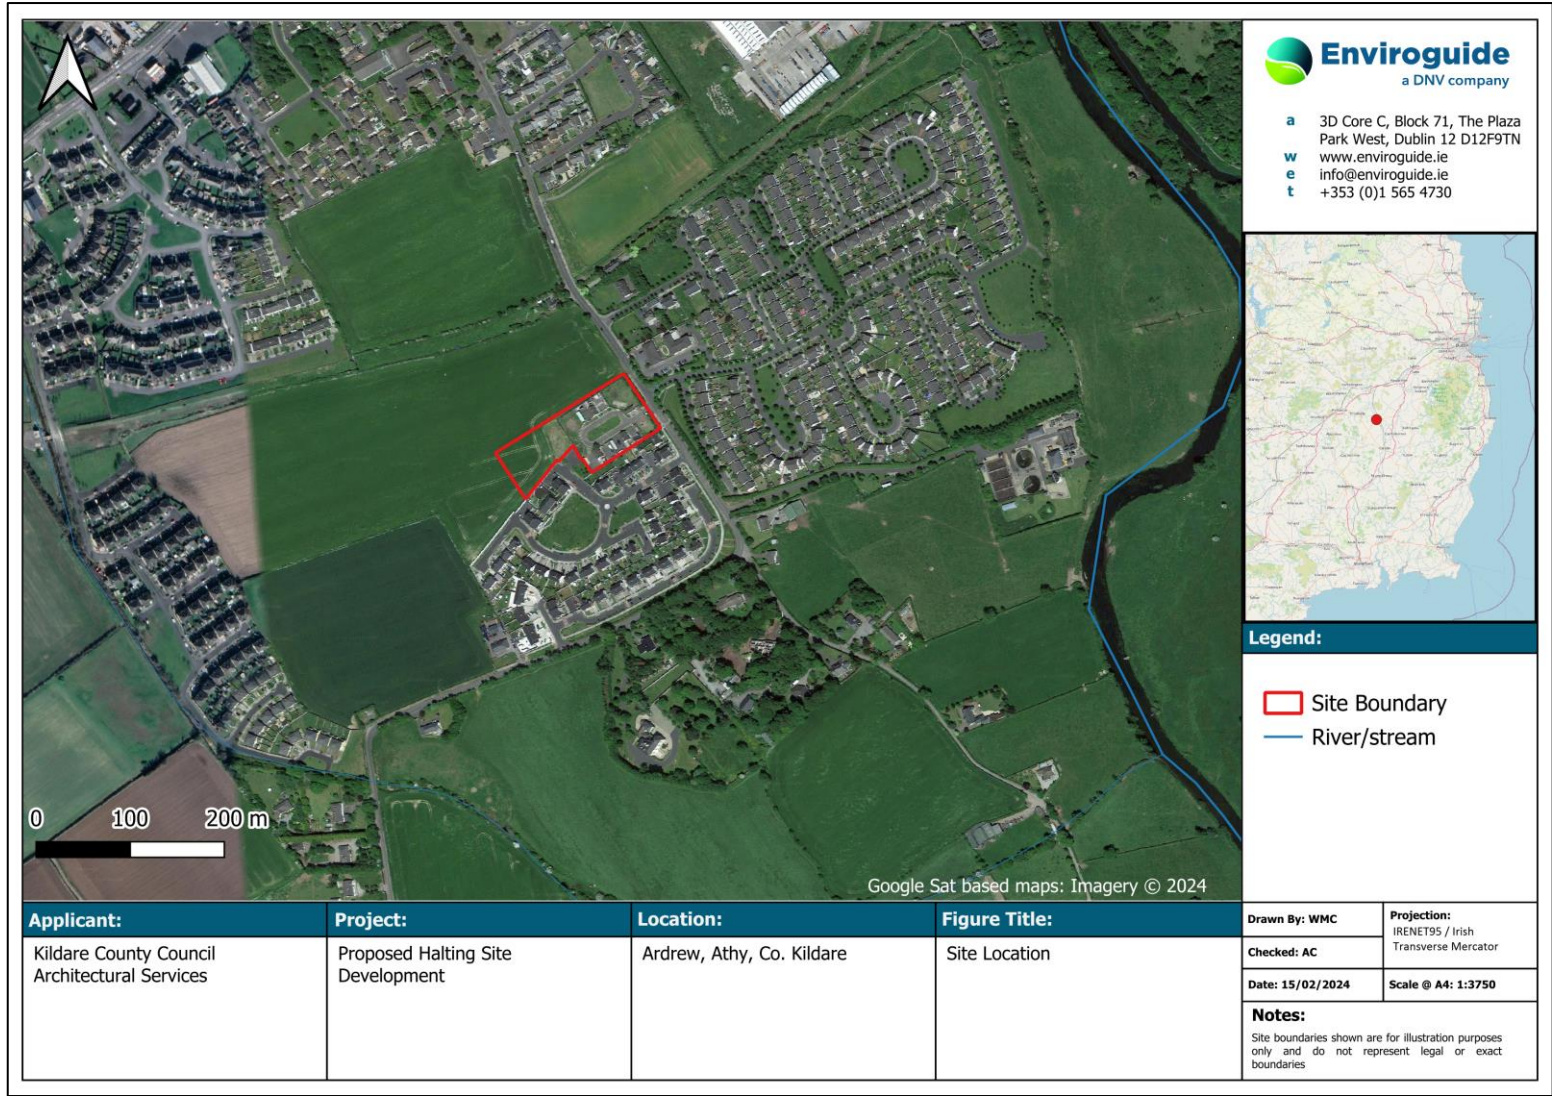 Enviroguide
a DNV company
a 3D Core C, Block 71, The Plaza
Park West, Dublin 12 D12F9TN
w www.enviroguide.ie
e info@enviroguide.ie
t +353 (0)1 565 4730
Legend:
Site Boundary
River/stream
0 100 200 m
Google Sat based maps: Imagery © 2024
Applicant:
Kildare County Council
Architectural Services
Project:
Proposed Halting Site
Development
Location:
Ardrew, Athy, Co. Kildare
Figure Title:
Site Location
Drawn By: WMC
Checked: AC
Date: 15/02/2024
Projection:
IRENET95 / Irish
Transverse Mercator
Scale @ A4: 1:3750
Notes:
Site boundaries shown are for illustration purposes
only and do not represent legal or exact
boundaries